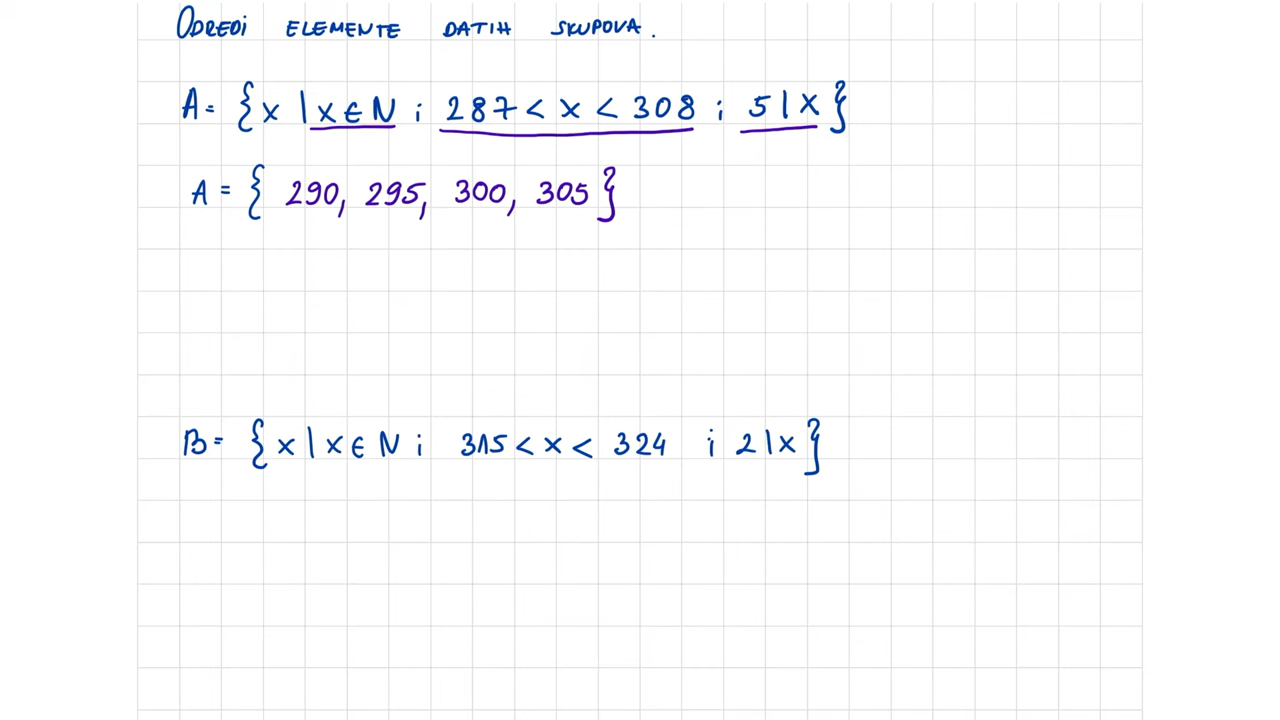 ODREDI ELEMENTE DATIH SKUPOVA.
A = { x | x ∈ N i 287 < x < 308 i 5 | x }
A = { 290, 295, 300, 305 }
B = { x | x ∈ N i 315 < x < 324 i 2 | x }